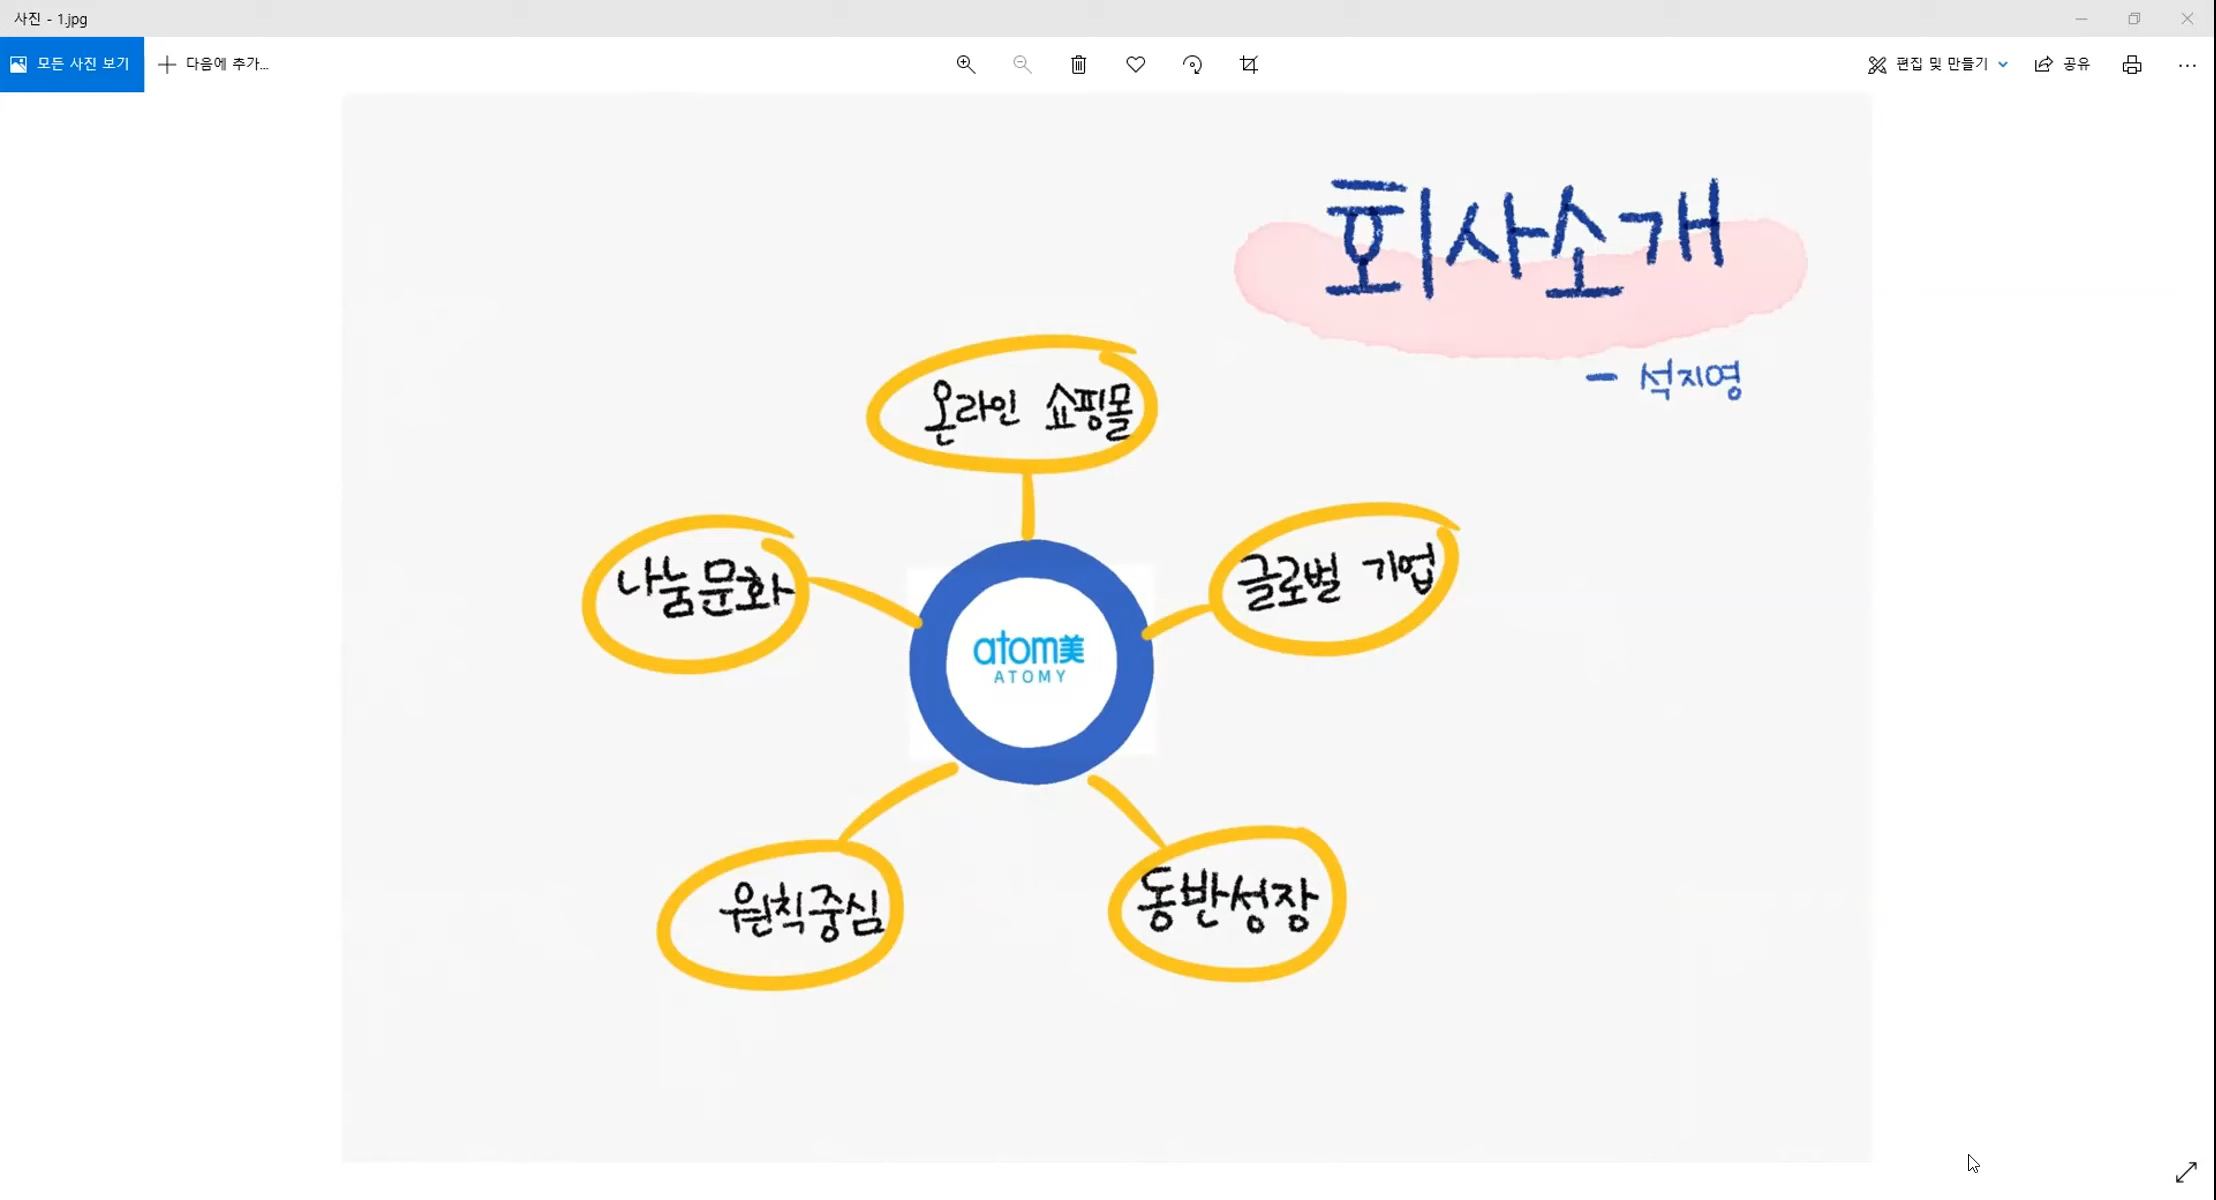 사진 - 1.jpg
모든 사진 보기
다음에 추가...
편집 및 만들기
공유
회사소개
- 석지영
온라인 쇼핑몰
나눔문화
글로벌 기업
atom美
ATOMY
원칙중심
동반성장